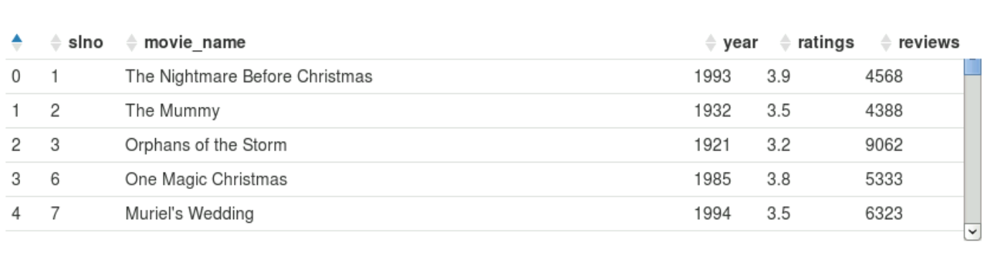 slno movie_name year ratings reviews
0 1 The Nightmare Before Christmas 1993 3.9 4568
1 2 The Mummy 1932 3.5 4388
2 3 Orphans of the Storm 1921 3.2 9062
3 6 One Magic Christmas 1985 3.8 5333
4 7 Muriel's Wedding 1994 3.5 6323